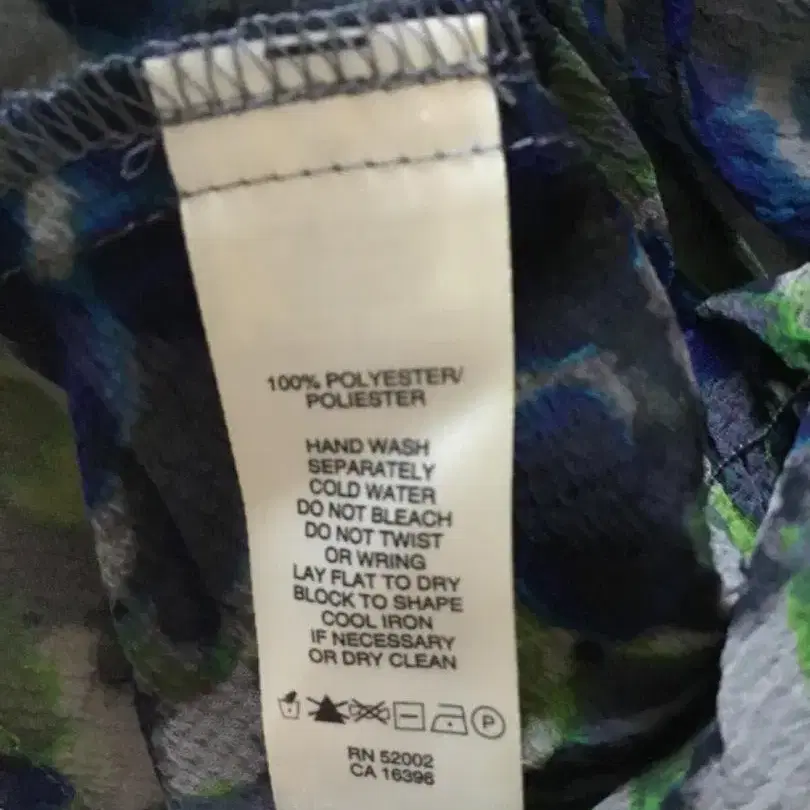 100% POLYESTER/
POLIESTER
HAND WASH
SEPARATELY
COLD WATER
DO NOT BLEACH
DO NOT TWIST
OR WRING
LAY FLAT TO DRY
BLOCK TO SHAPE
COOL IRON
IF NECESSARY
OR DRY CLEAN
P
RN 52002
CA 16396